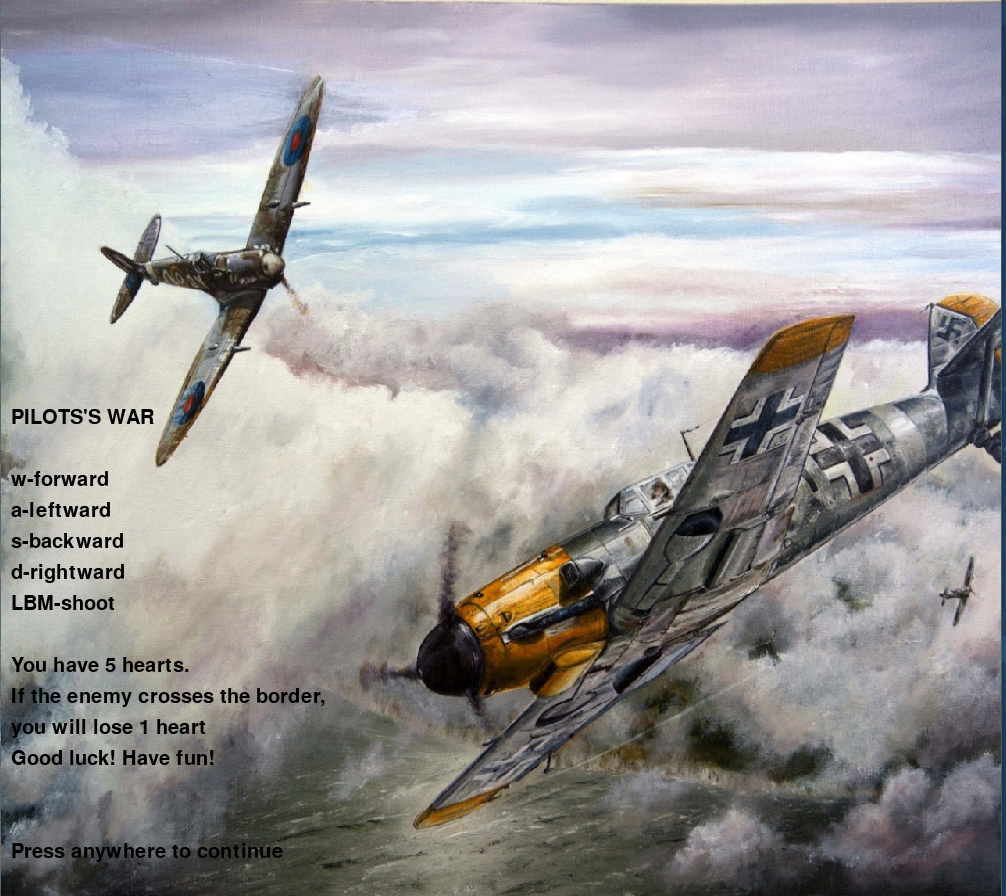 PILOTS'S WAR
w-forward
a-leftward
s-backward
d-rightward
LBM-shoot
You have 5 hearts.
If the enemy crosses the border,
you will lose 1 heart
Good luck! Have fun!
Press anywhere to continue